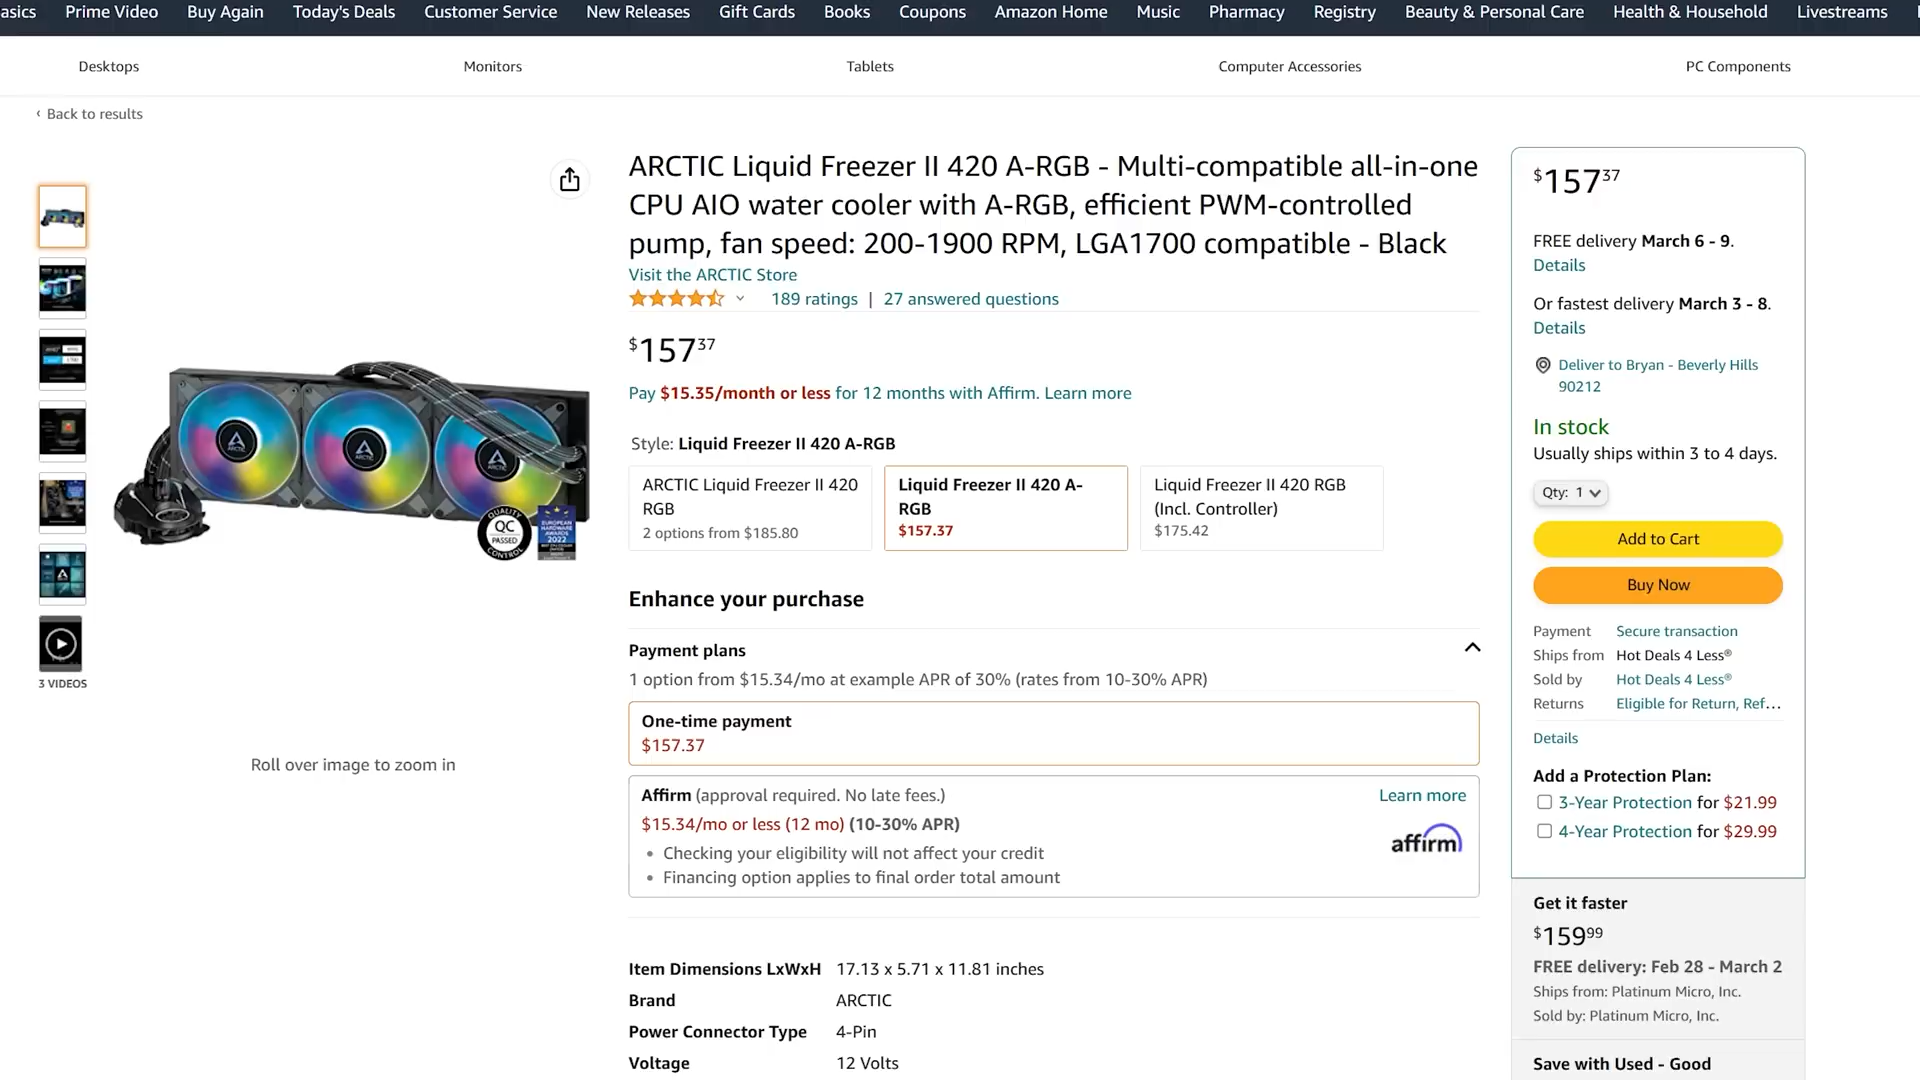 asics Prime Video Buy Again Today's Deals Customer Service New Releases Gift Cards Books Coupons Amazon Home Music Pharmacy Registry Beauty & Personal Care Health & Household Livestreams
Desktops Monitors Tablets Computer Accessories PC Components
‹ Back to results
ARCTIC Liquid Freezer II 420 A-RGB - Multi-compatible all-in-one
CPU AIO water cooler with A-RGB, efficient PWM-controlled
pump, fan speed: 200-1900 RPM, LGA1700 compatible - Black
Visit the ARCTIC Store
189 ratings | 27 answered questions
$157 37
Pay $15.35/month or less for 12 months with Affirm. Learn more
Style: Liquid Freezer II 420 A-RGB
ARCTIC Liquid Freezer II 420
RGB
2 options from $185.80
Liquid Freezer II 420 A-
RGB
$157.37
Liquid Freezer II 420 RGB
(Incl. Controller)
$175.42
Enhance your purchase
Payment plans
1 option from $15.34/mo at example APR of 30% (rates from 10-30% APR)
One-time payment
$157.37
Affirm (approval required. No late fees.) Learn more
$15.34/mo or less (12 mo) (10-30% APR)
affirm
• Checking your eligibility will not affect your credit
• Financing option applies to final order total amount
Item Dimensions LxWxH 17.13 x 5.71 x 11.81 inches
Brand ARCTIC
Power Connector Type 4-Pin
Voltage 12 Volts
ARCTIC
ARCTIC
ARCTIC
QUALITY
QC
PASSED
CONTROL
EUROPEAN
HARDWARE
AWARDS
2022
3 VIDEOS
Roll over image to zoom in
$157 37
FREE delivery March 6 - 9.
Details
Or fastest delivery March 3 - 8.
Details
Deliver to Bryan - Beverly Hills
90212
In stock
Usually ships within 3 to 4 days.
Qty: 1
Add to Cart
Buy Now
Payment Secure transaction
Ships from Hot Deals 4 Less®
Sold by Hot Deals 4 Less®
Returns Eligible for Return, Ref…
Details
Add a Protection Plan:
3-Year Protection for $21.99
4-Year Protection for $29.99
Get it faster
$159 99
FREE delivery: Feb 28 - March 2
Ships from: Platinum Micro, Inc.
Sold by: Platinum Micro, Inc.
Save with Used - Good